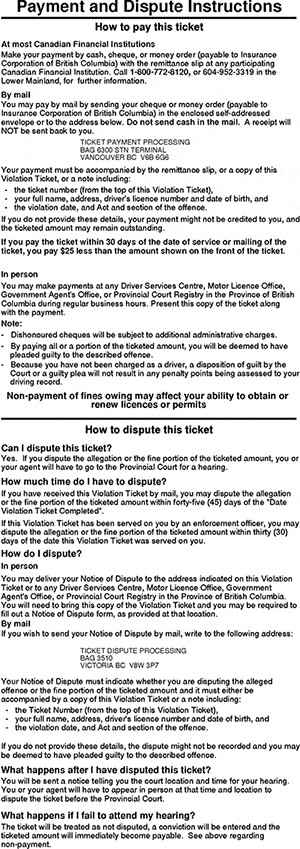 Payment and Dispute Instructions
How to pay this ticket
At most Canadian Financial Institutions
Make your payment by cash, cheque, or money order (payable to Insurance
Corporation of British Columbia) with the remittance slip at any participating
Canadian Financial Institution. Call 1-800-772-8120, or 604-952-3319 in the
Lower Mainland, for further information.
By mail
You may pay by mail by sending your cheque or money order (payable to
Insurance Corporation of British Columbia) in the enclosed self-addressed
envelope or to the address below. Do not send cash in the mail. A receipt will
NOT be sent back to you.
TICKET PAYMENT PROCESSING
BAG 6300 STN TERMINAL
VANCOUVER BC V6B 6G6
Your payment must be accompanied by the remittance slip, or a copy of this
Violation Ticket, or a note including:
- the ticket number (from the top of this Violation Ticket),
- your full name, address, driver's licence number and date of birth, and
- the violation date, and Act and section of the offence.
If you do not provide these details, your payment might not be credited to you, and
the ticketed amount may remain outstanding.
If you pay the ticket within 30 days of the date of service or mailing of the
ticket, you pay $25 less than the amount shown on the front of the ticket.
In person
You may make payments at any Driver Services Centre, Motor Licence Office,
Government Agent's Office, or Provincial Court Registry in the Province of British
Columbia during regular business hours. Present this copy of the ticket along
with the payment.
Note:
- Dishonoured cheques will be subject to additional administrative charges.
- By paying all or a portion of the ticketed amount, you will be deemed to have
pleaded guilty to the described offence.
- Because you have not been charged as a driver, a disposition of guilt by the
Court or a guilty plea will not result in any penalty points being assessed to your
driving record.
Non-payment of fines owing may affect your ability to obtain or
renew licences or permits
How to dispute this ticket
Can I dispute this ticket?
Yes. If you dispute the allegation or the fine portion of the ticketed amount, you or
your agent will have to go to the Provincial Court for a hearing.
How much time do I have to dispute?
If you have received this Violation Ticket by mail, you may dispute the allegation
or the fine portion of the ticketed amount within forty-five (45) days of the "Date
Violation Ticket Completed".
If this Violation Ticket has been served on you by an enforcement officer, you may
dispute the allegation or the fine portion of the ticketed amount within thirty (30)
days of the date this Violation Ticket was served on you.
How do I dispute?
In person
You may deliver your Notice of Dispute to the address indicated on this Violation
Ticket or to any Driver Services Centre, Motor Licence Office, Government
Agent's Office, or Provincial Court Registry in the Province of British Columbia.
You will need to bring this copy of the Violation Ticket and you may be required to
fill out a Notice of Dispute form, as provided at that location.
By mail
If you wish to send your Notice of Dispute by mail, write to the following address:
TICKET DISPUTE PROCESSING
BAG 3510
VICTORIA BC V8W 3P7
Your Notice of Dispute must indicate whether you are disputing the alleged
offence or the fine portion of the ticketed amount and it must either be
accompanied by a copy of this Violation Ticket or a note including:
- the Ticket Number (from the top of this Violation Ticket),
- your full name, address, driver's licence number and date of birth, and
- the violation date, and Act and section of the offence.
If you do not provide these details, the dispute might not be recorded and you may
be deemed to have pleaded guilty to the described offence.
What happens after I have disputed this ticket?
You will be sent a notice telling you the court location and time for your hearing.
You or your agent will have to appear in person at that time and location to
dispute the ticket before the Provincial Court.
What happens if I fail to attend my hearing?
The ticket will be treated as not disputed, a conviction will be entered and the
ticketed amount will immediately become payable. See above regarding
non-payment.